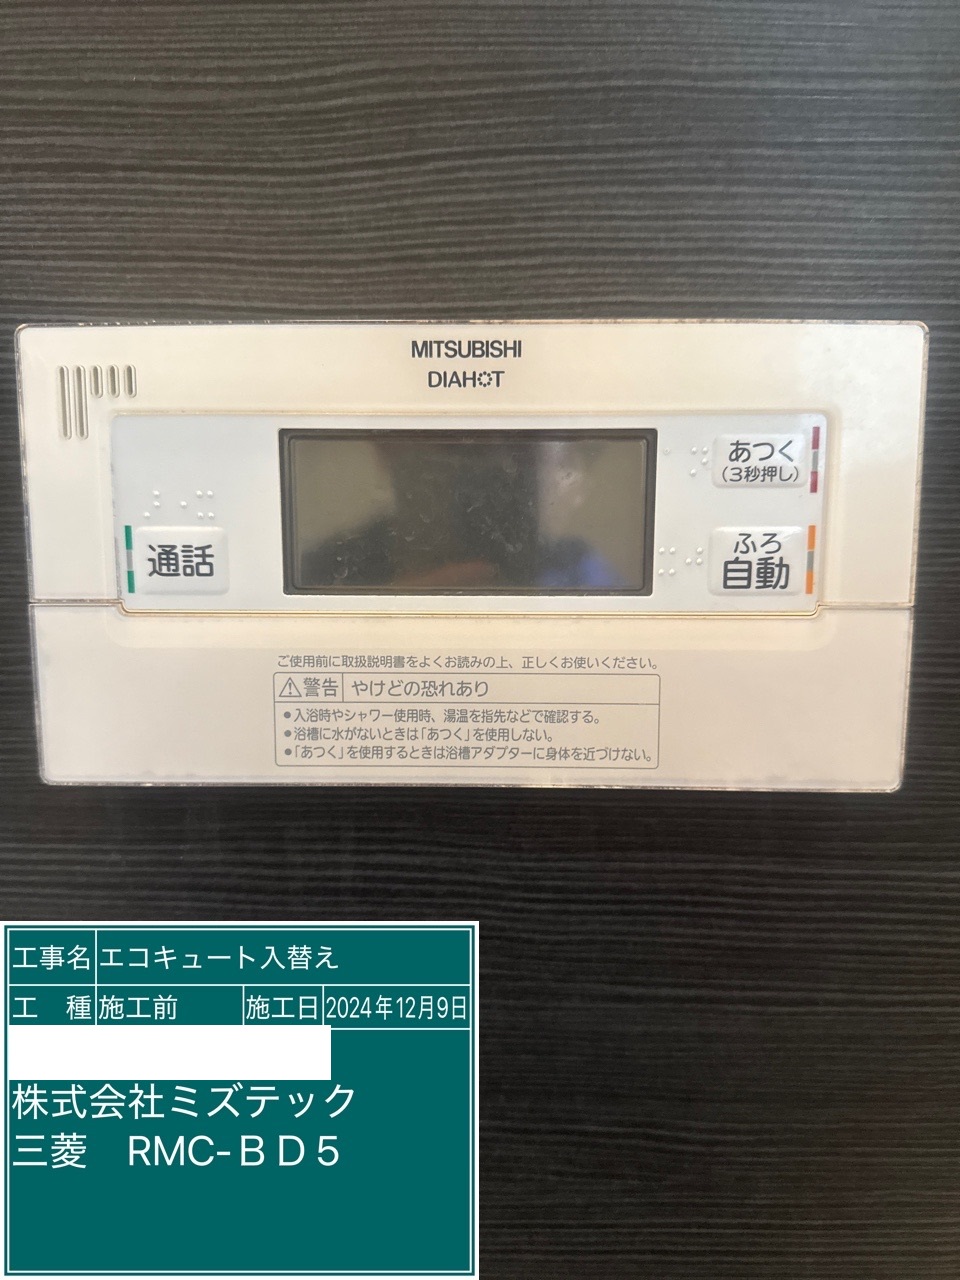 MITSUBISHI
DIAHOT
あつく
(3秒押し)
通話
ふろ
自動
ご使用前に取扱説明書をよくお読みの上、正しくお使いください。
警告 やけどの恐れあり
●入浴時やシャワー使用時、湯温を指先などで確認する。
●浴槽に水がないときは「あつく」を使用しない。
●「あつく」を使用するときは浴槽アダプターに身体を近づけない。
工事名 エコキュート入替え
工　種 施工前 施工日 2024年12月9日
株式会社ミズテック
三菱　RMC-ＢＤ５